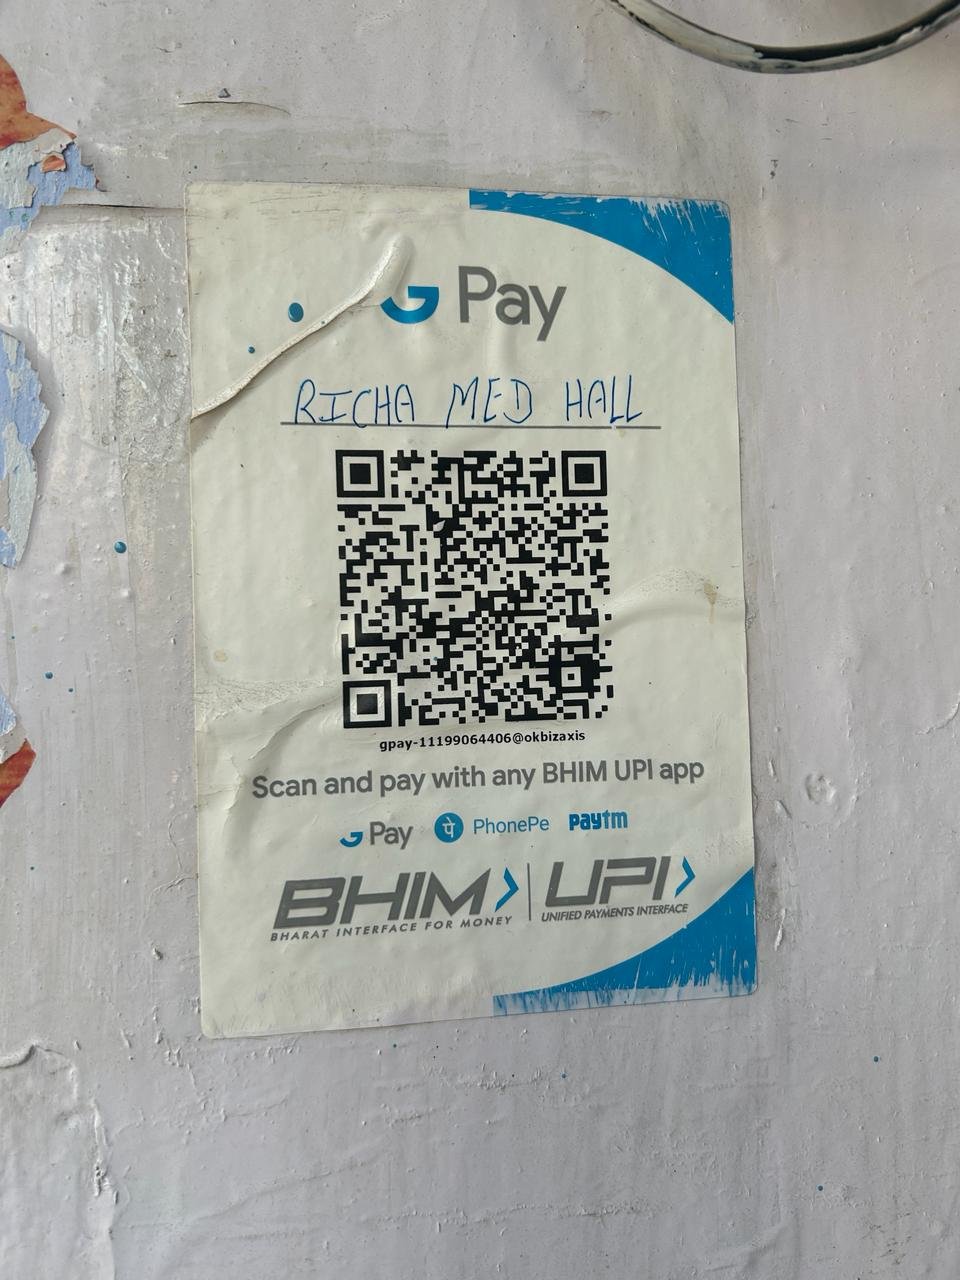 G Pay
RICHA MED HALL
gpay-11199064406@okbizaxis
Scan and pay with any BHIM UPI app
G Pay पे PhonePe Paytm
BHIM UPI
BHARAT INTERFACE FOR MONEY UNIFIED PAYMENTS INTERFACE